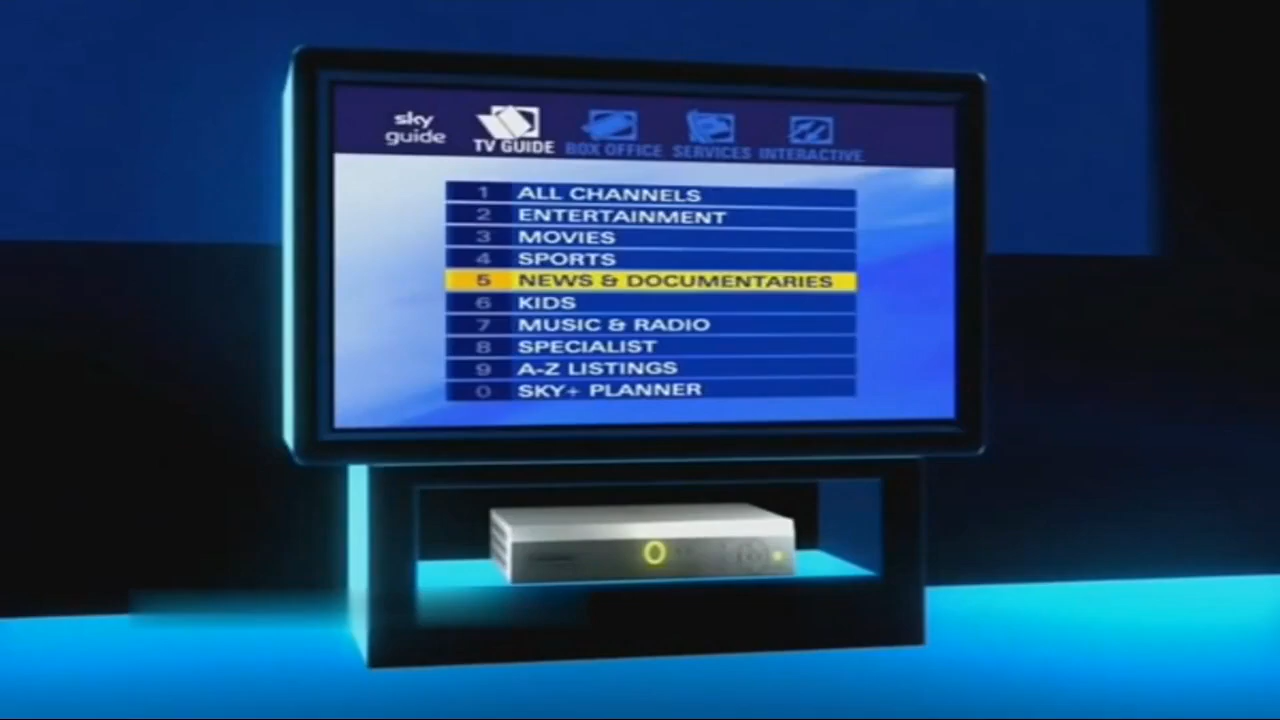 sky
guide
TV GUIDE BOX OFFICE SERVICES INTERACTIVE
1 ALL CHANNELS
2 ENTERTAINMENT
3 MOVIES
4 SPORTS
5 NEWS & DOCUMENTARIES
6 KIDS
7 MUSIC & RADIO
8 SPECIALIST
9 A-Z LISTINGS
0 SKY+ PLANNER